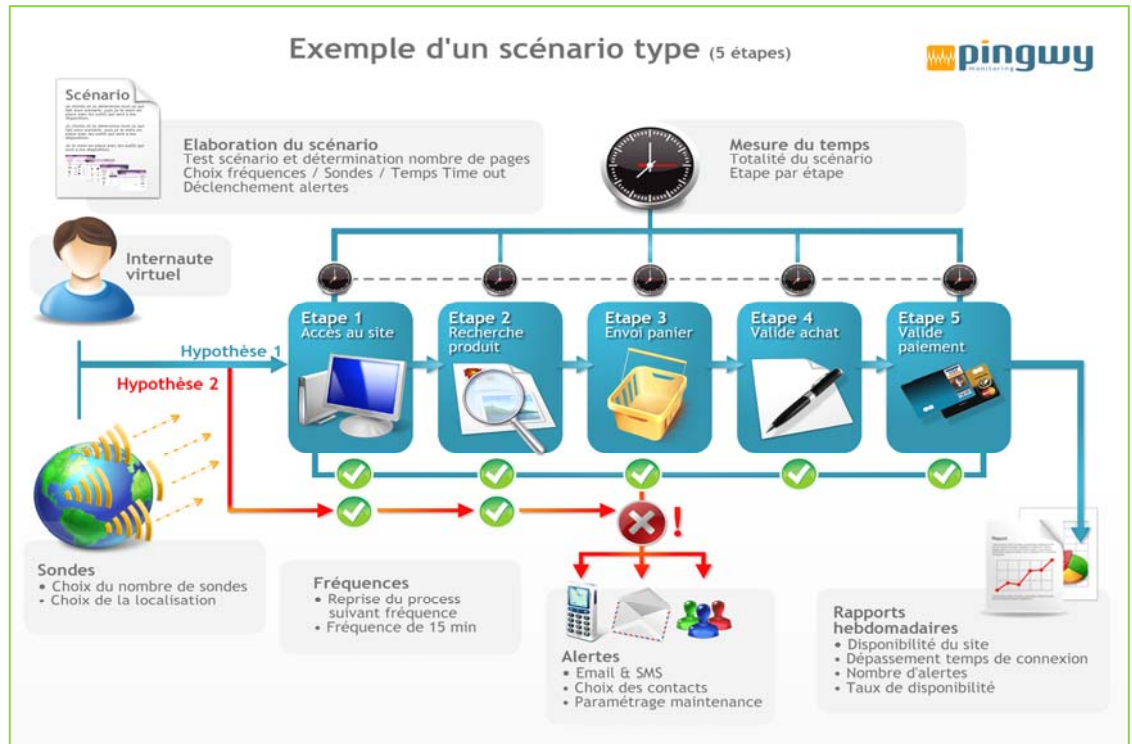 Exemple d'un scénario type (5 étapes)
pingwy
monitoring
Scénario
Elaboration du scénario
Test scénario et détermination nombre de pages
Choix fréquences / Sondes / Temps Time out
Déclenchement alertes
Mesure du temps
Totalité du scénario
Etape par étape
Internaute
virtuel
Etape 1
Accès au site
Etape 2
Recherche
produit
Etape 3
Envoi panier
Etape 4
Valide achat
Etape 5
Valide
paiement
Hypothèse 1
Hypothèse 2
!
Sondes
• Choix du nombre de sondes
- Choix de la localisation
Fréquences
• Reprise du process
suivant fréquence
• Fréquence de 15 min
Alertes
• Email & SMS
• Choix des contacts
• Paramétrage maintenance
Rapport
Rapports
hebdomadaires
• Disponibilité du site
• Dépassement temps de connexion
• Nombre d'alertes
• Taux de disponibilité